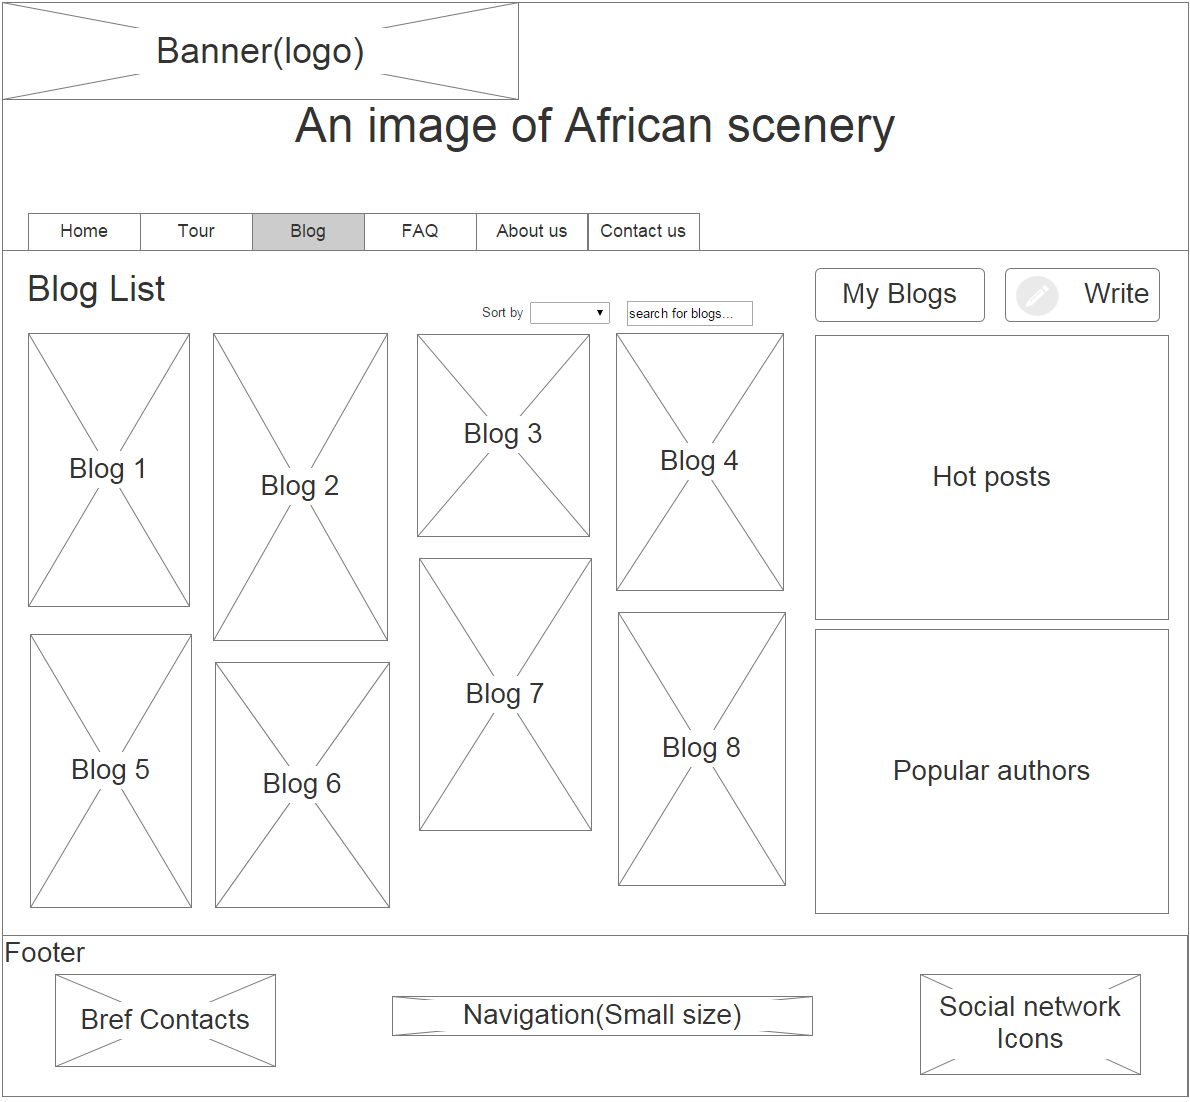 Banner(logo)
An image of African scenery
Home
Tour
Blog
FAQ
About us
Contact us
Blog List
Sort by
search for blogs...
My Blogs
Write
Blog 1
Blog 2
Blog 3
Blog 4
Hot posts
Blog 5
Blog 6
Blog 7
Blog 8
Popular authors
Footer
Bref Contacts
Navigation(Small size)
Social network
Icons